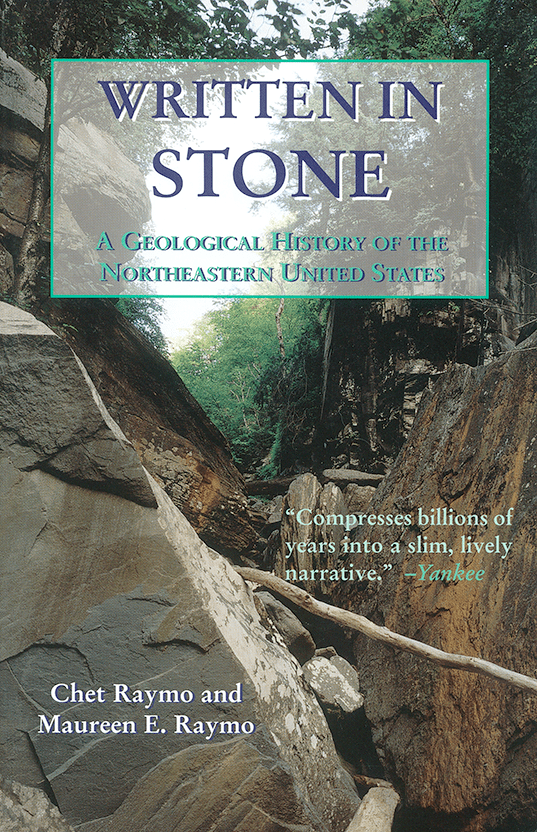 WRITTEN IN
STONE
A GEOLOGICAL HISTORY OF THE
NORTHEASTERN UNITED STATES
“Compresses billions of
years into a slim, lively
narrative.” –Yankee
Chet Raymo and
Maureen E. Raymo